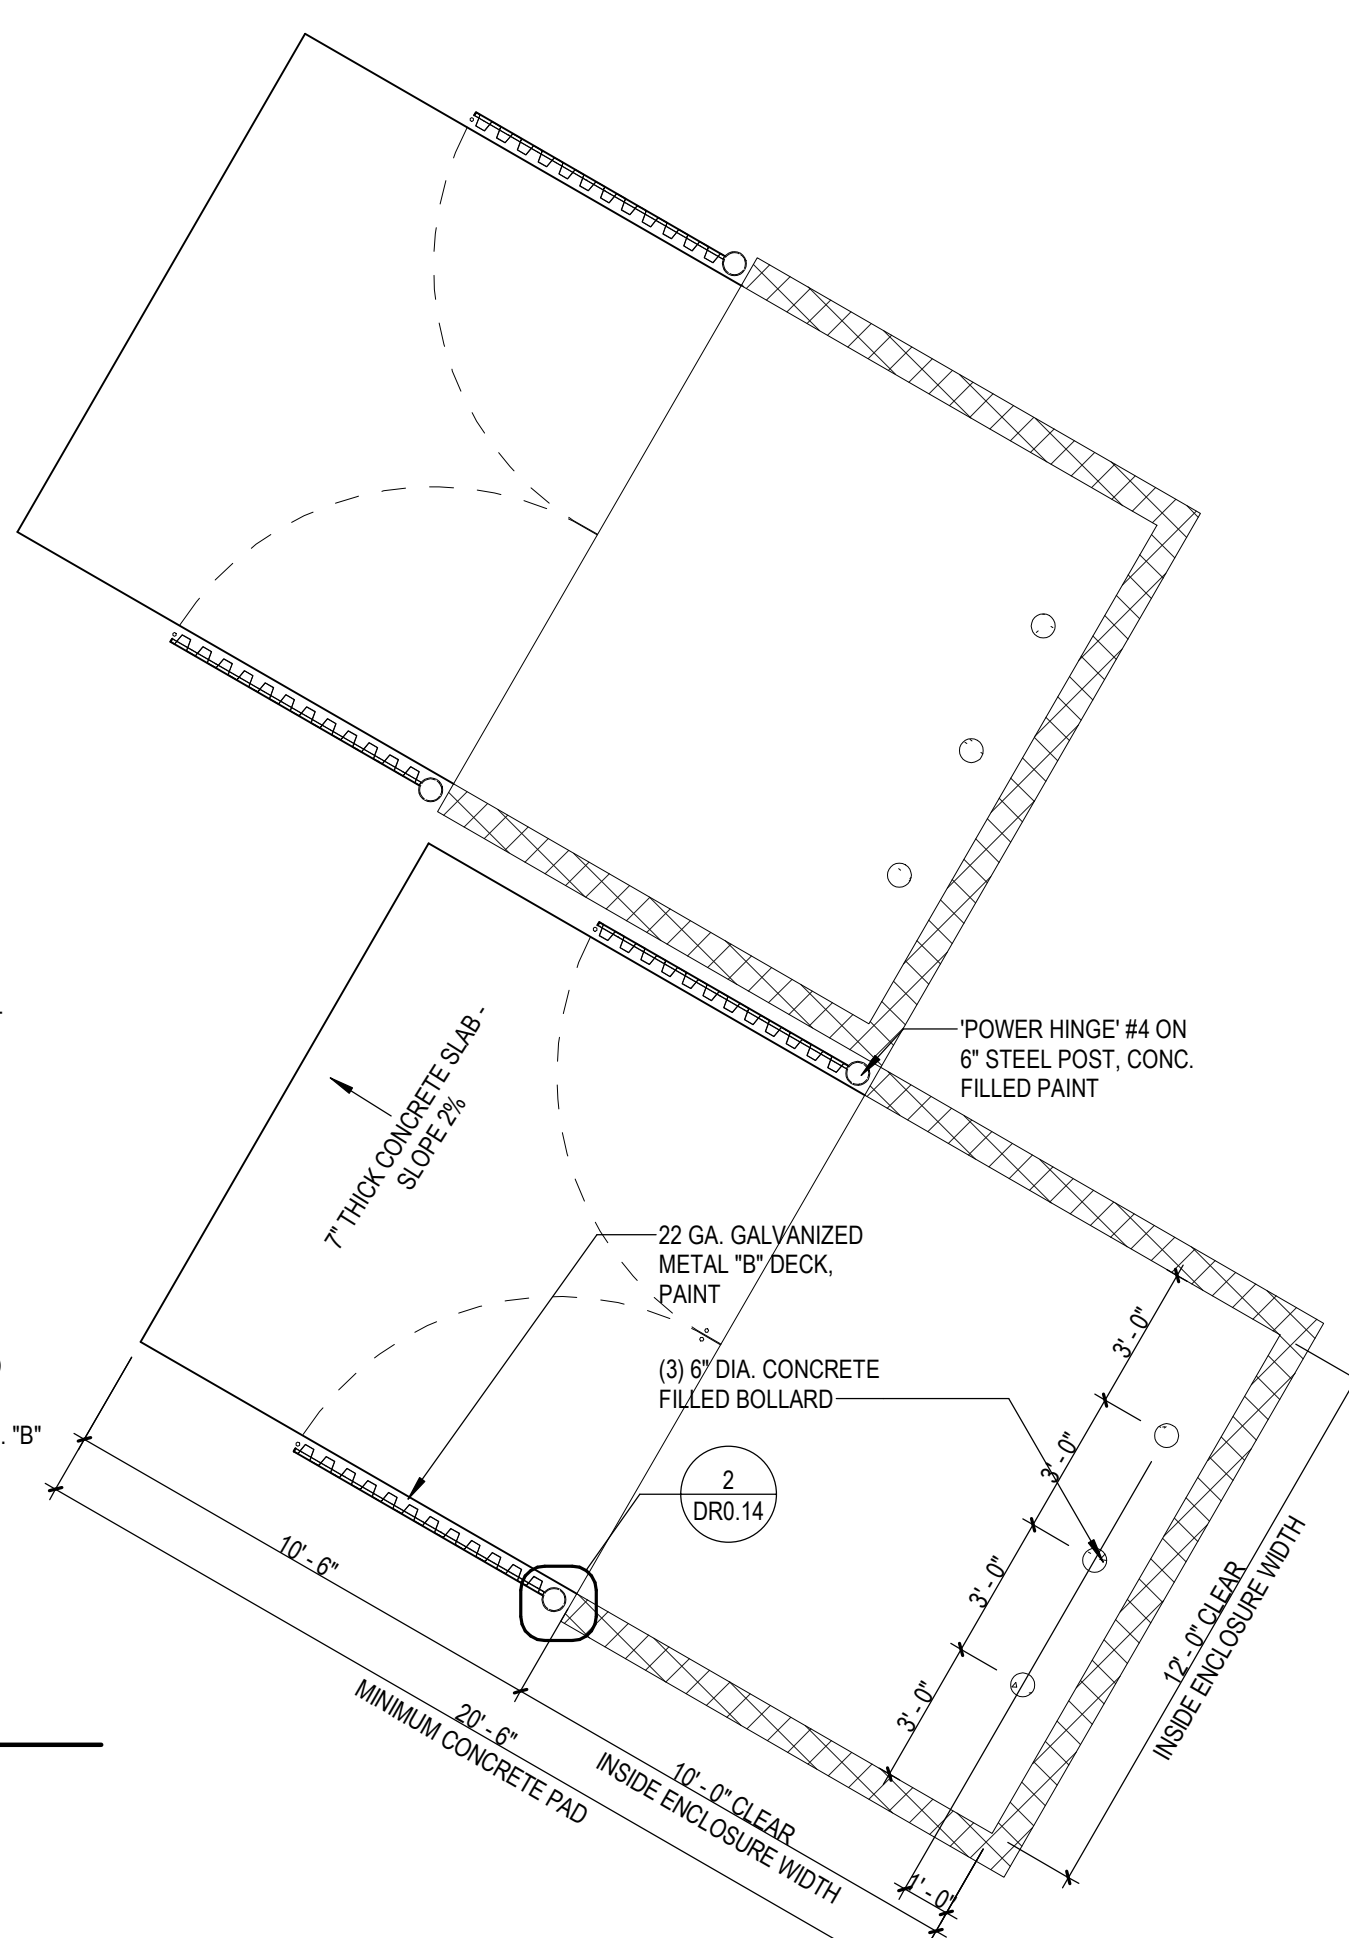 'POWER HINGE' #4 ON
6" STEEL POST, CONC.
FILLED PAINT
7" THICK CONCRETE SLAB -
SLOPE 2%
22 GA. GALVANIZED
METAL "B" DECK,
PAINT
(3) 6" DIA. CONCRETE
FILLED BOLLARD
. "B"
2
DR0.14
3' - 0"
3' - 0"
3' - 0"
3' - 0"
12' - 0" CLEAR
INSIDE ENCLOSURE WIDTH
10' - 6"
20' - 6"
MINIMUM CONCRETE PAD
10' - 0" CLEAR
INSIDE ENCLOSURE WIDTH
1' - 0"